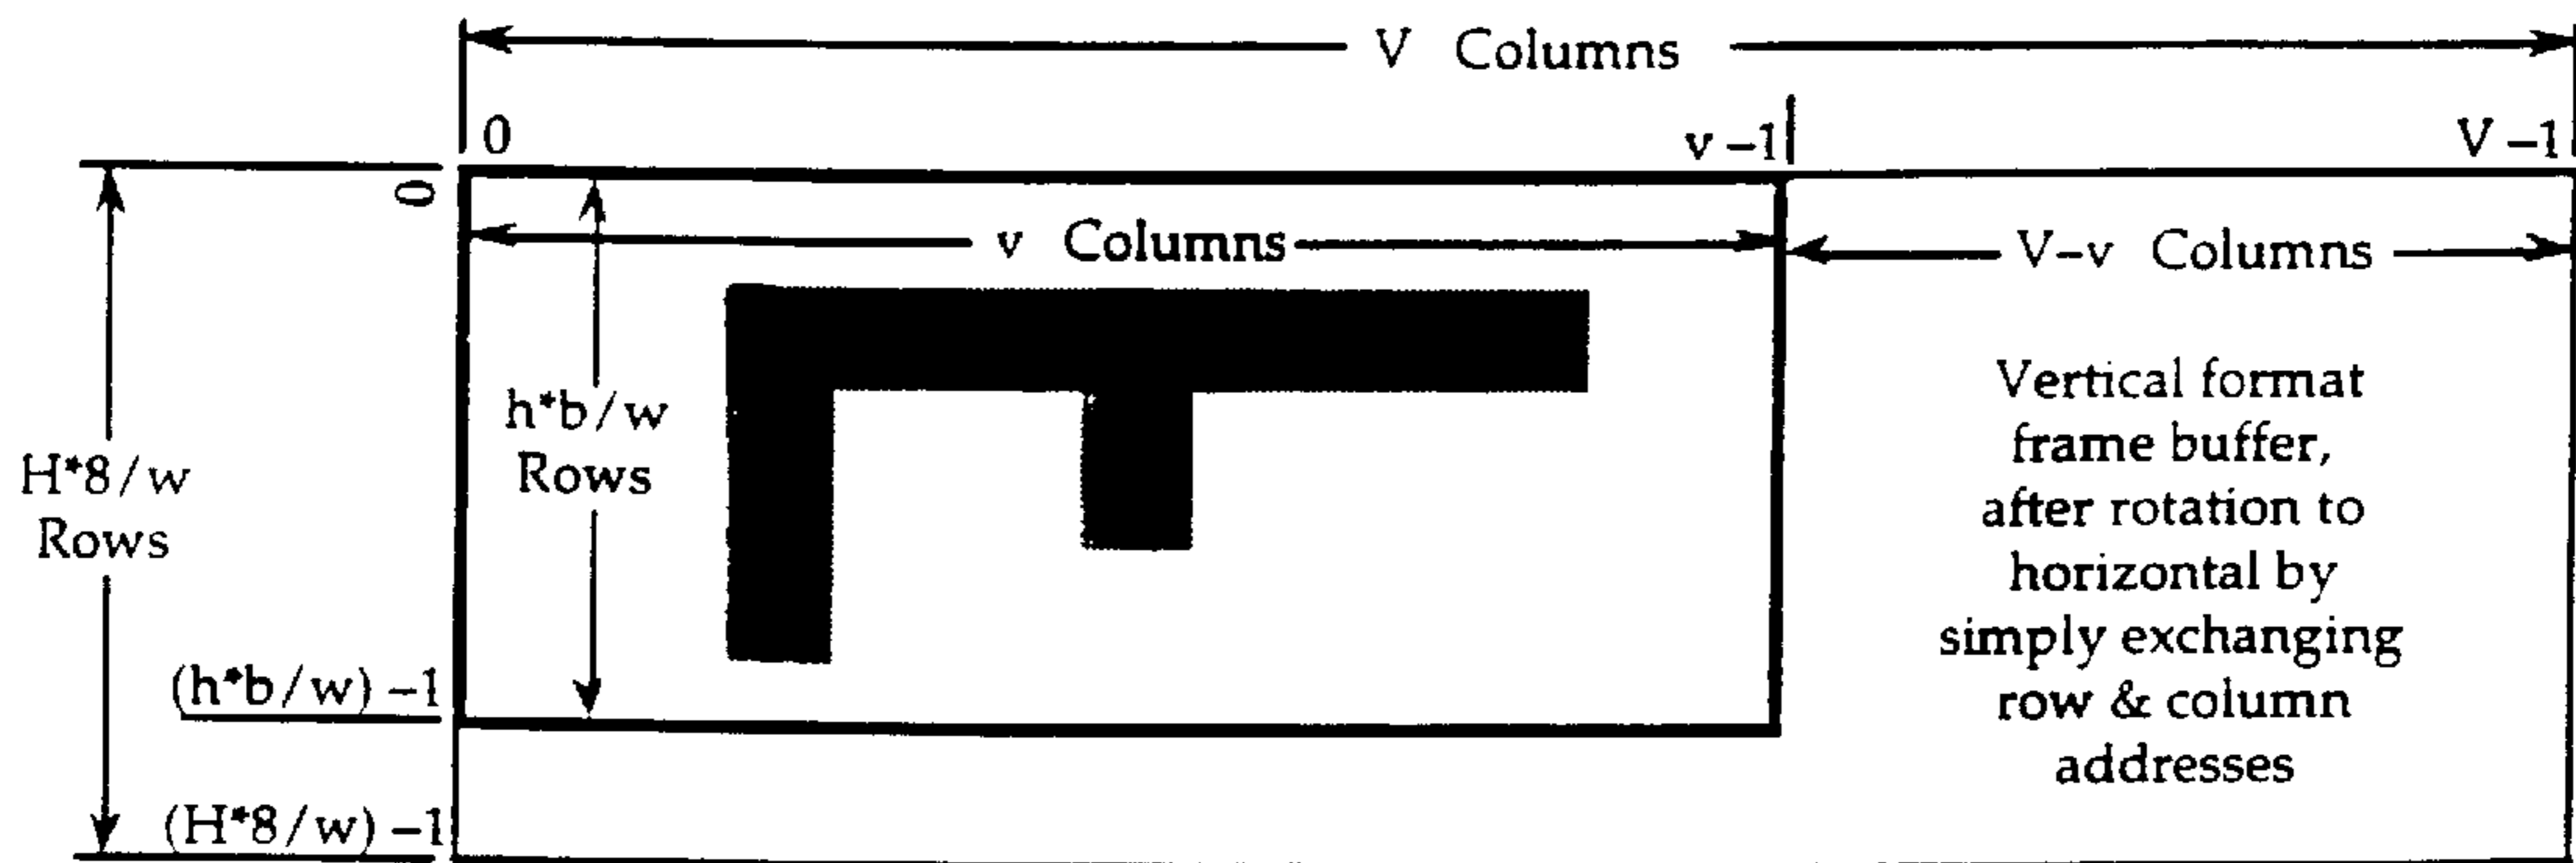 V Columns
0
v –1
V –1
0
v Columns
V–v Columns
h*b/w
Rows
H*8/w
Rows
Vertical format
frame buffer,
after rotation to
horizontal by
simply exchanging
row & column
addresses
(h*b/w) –1
(H*8/w) –1